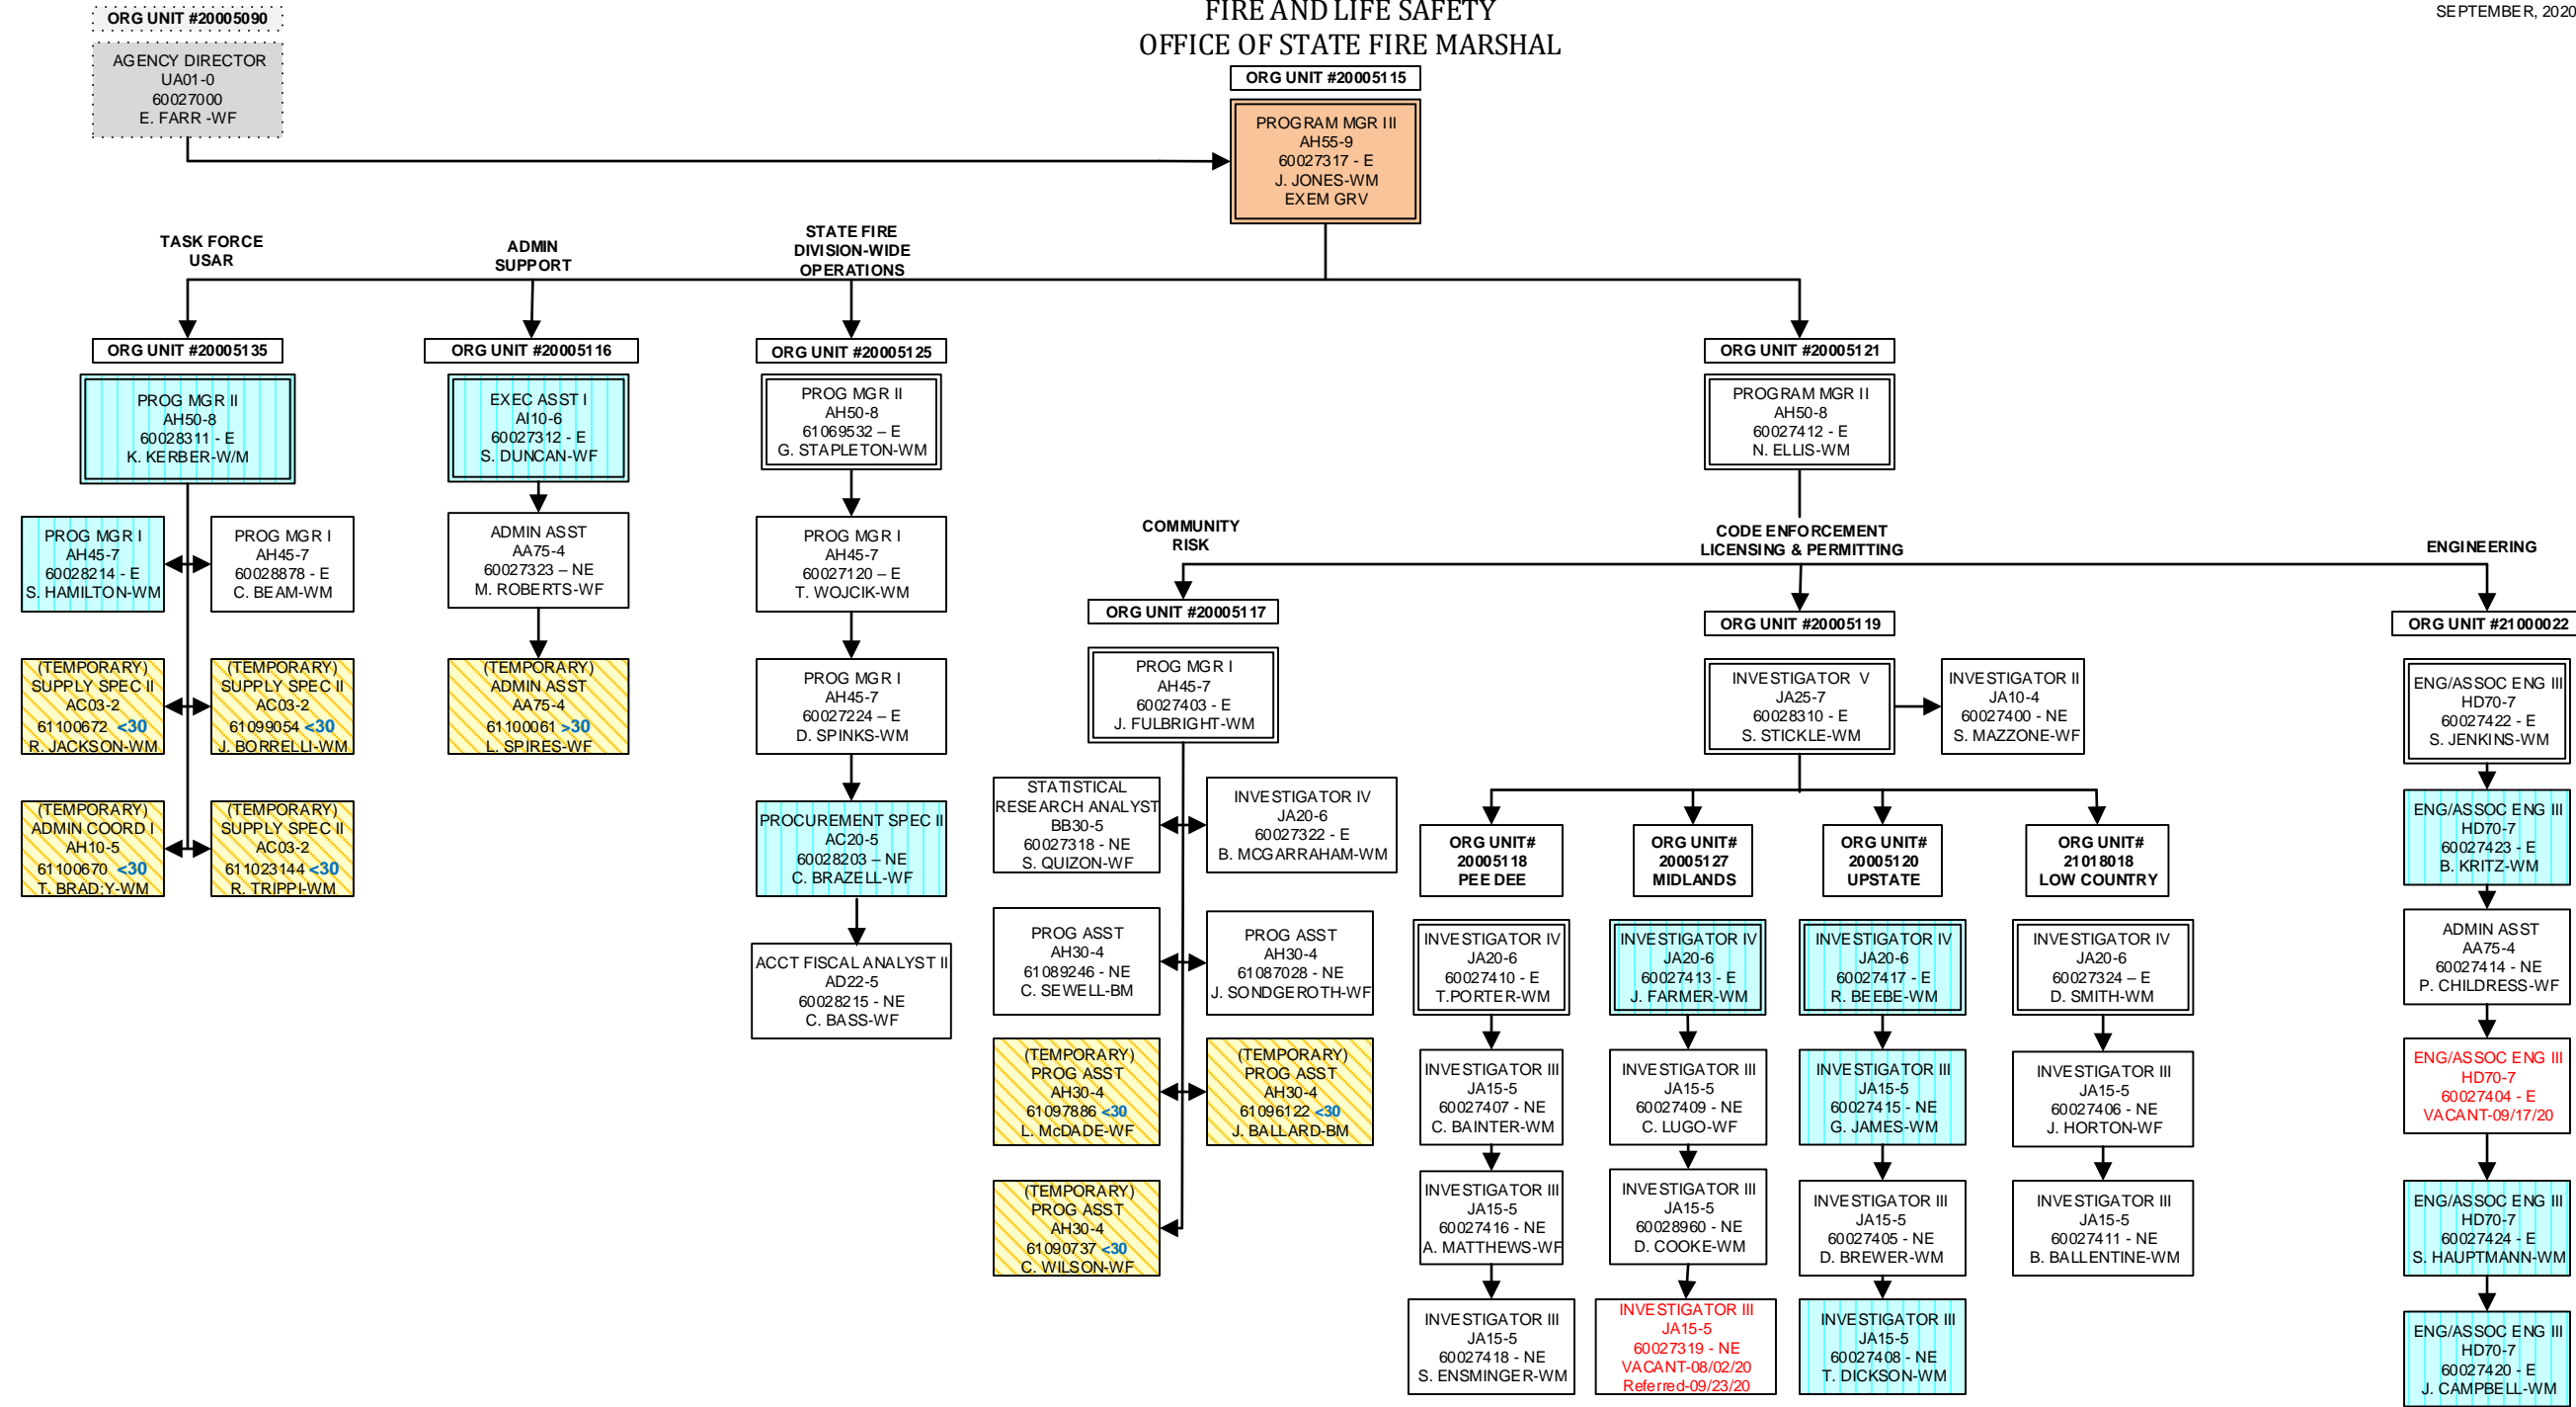 ORG UNIT #20005090
FIRE AND LIFE SAFETY
OFFICE OF STATE FIRE MARSHAL
SEPTEMBER, 2020
AGENCY DIRECTOR
UA01-0
60027000
E. FARR -WF
ORG UNIT #20005115
PROGRAM MGR III
AH55-9
60027317 - E
J. JONES-WM
EXEM GRV
TASK FORCE
USAR
ADMIN
SUPPORT
STATE FIRE
DIVISION-WIDE
OPERATIONS
ORG UNIT #20005135
PROG MGR II
AH50-8
60028311 - E
K. KERBER-W/M
PROG MGR I
AH45-7
60028214 - E
S. HAMILTON-WM
PROG MGR I
AH45-7
60028878 - E
C. BEAM-WM
(TEMPORARY)
SUPPLY SPEC II
AC03-2
61100672 <30
R. JACKSON-WM
(TEMPORARY)
SUPPLY SPEC II
AC03-2
61099054 <30
J. BORRELLI-WM
(TEMPORARY)
ADMIN COORD I
AH10-5
61100670 <30
T. BRAD;Y-WM
(TEMPORARY)
SUPPLY SPEC II
AC03-2
611023144 <30
R. TRIPPI-WM
ORG UNIT #20005116
EXEC ASST I
AI10-6
60027312 - E
S. DUNCAN-WF
ADMIN ASST
AA75-4
60027323 – NE
M. ROBERTS-WF
(TEMPORARY)
ADMIN ASST
AA75-4
61100061 >30
L. SPIRES-WF
ORG UNIT #20005125
PROG MGR II
AH50-8
61069532 – E
G. STAPLETON-WM
PROG MGR I
AH45-7
60027120 – E
T. WOJCIK-WM
PROG MGR I
AH45-7
60027224 – E
D. SPINKS-WM
PROCUREMENT SPEC II
AC20-5
60028203 – NE
C. BRAZELL-WF
ACCT FISCAL ANALYST II
AD22-5
60028215 - NE
C. BASS-WF
ORG UNIT #20005121
PROGRAM MGR II
AH50-8
60027412 - E
N. ELLIS-WM
COMMUNITY
RISK
CODE ENFORCEMENT
LICENSING & PERMITTING
ENGINEERING
ORG UNIT #20005117
PROG MGR I
AH45-7
60027403 - E
J. FULBRIGHT-WM
STATISTICAL
RESEARCH ANALYST
BB30-5
60027318 - NE
S. QUIZON-WF
INVESTIGATOR IV
JA20-6
60027322 - E
B. MCGARRAHAM-WM
PROG ASST
AH30-4
61089246 - NE
C. SEWELL-BM
PROG ASST
AH30-4
61087028 - NE
J. SONDGEROTH-WF
(TEMPORARY)
PROG ASST
AH30-4
61097886 <30
L. McDADE-WF
(TEMPORARY)
PROG ASST
AH30-4
61096122 <30
J. BALLARD-BM
(TEMPORARY)
PROG ASST
AH30-4
61090737 <30
C. WILSON-WF
ORG UNIT #20005119
INVESTIGATOR V
JA25-7
60028310 - E
S. STICKLE-WM
INVESTIGATOR II
JA10-4
60027400 - NE
S. MAZZONE-WF
ORG UNIT#
20005118
PEE DEE
INVESTIGATOR IV
JA20-6
60027410 - E
T.PORTER-WM
INVESTIGATOR III
JA15-5
60027407 - NE
C. BAINTER-WM
INVESTIGATOR III
JA15-5
60027416 - NE
A. MATTHEWS-WF
INVESTIGATOR III
JA15-5
60027418 - NE
S. ENSMINGER-WM
ORG UNIT#
20005127
MIDLANDS
INVESTIGATOR IV
JA20-6
60027413 - E
J. FARMER-WM
INVESTIGATOR III
JA15-5
60027409 - NE
C. LUGO-WF
INVESTIGATOR III
JA15-5
60028960 - NE
D. COOKE-WM
INVESTIGATOR III
JA15-5
60027319 - NE
VACANT-08/02/20
Referred-09/23/20
ORG UNIT#
20005120
UPSTATE
INVESTIGATOR IV
JA20-6
60027417 - E
R. BEEBE-WM
INVESTIGATOR III
JA15-5
60027415 - NE
G. JAMES-WM
INVESTIGATOR III
JA15-5
60027405 - NE
D. BREWER-WM
INVESTIGATOR III
JA15-5
60027408 - NE
T. DICKSON-WM
ORG UNIT#
21018018
LOW COUNTRY
INVESTIGATOR IV
JA20-6
60027324 – E
D. SMITH-WM
INVESTIGATOR III
JA15-5
60027406 - NE
J. HORTON-WF
INVESTIGATOR III
JA15-5
60027411 - NE
B. BALLENTINE-WM
ORG UNIT #21000022
ENG/ASSOC ENG III
HD70-7
60027422 - E
S. JENKINS-WM
ENG/ASSOC ENG III
HD70-7
60027423 - E
B. KRITZ-WM
ADMIN ASST
AA75-4
60027414 - NE
P. CHILDRESS-WF
ENG/ASSOC ENG III
HD70-7
60027404 - E
VACANT-09/17/20
ENG/ASSOC ENG III
HD70-7
60027424 - E
S. HAUPTMANN-WM
ENG/ASSOC ENG III
HD70-7
60027420 - E
J. CAMPBELL-WM